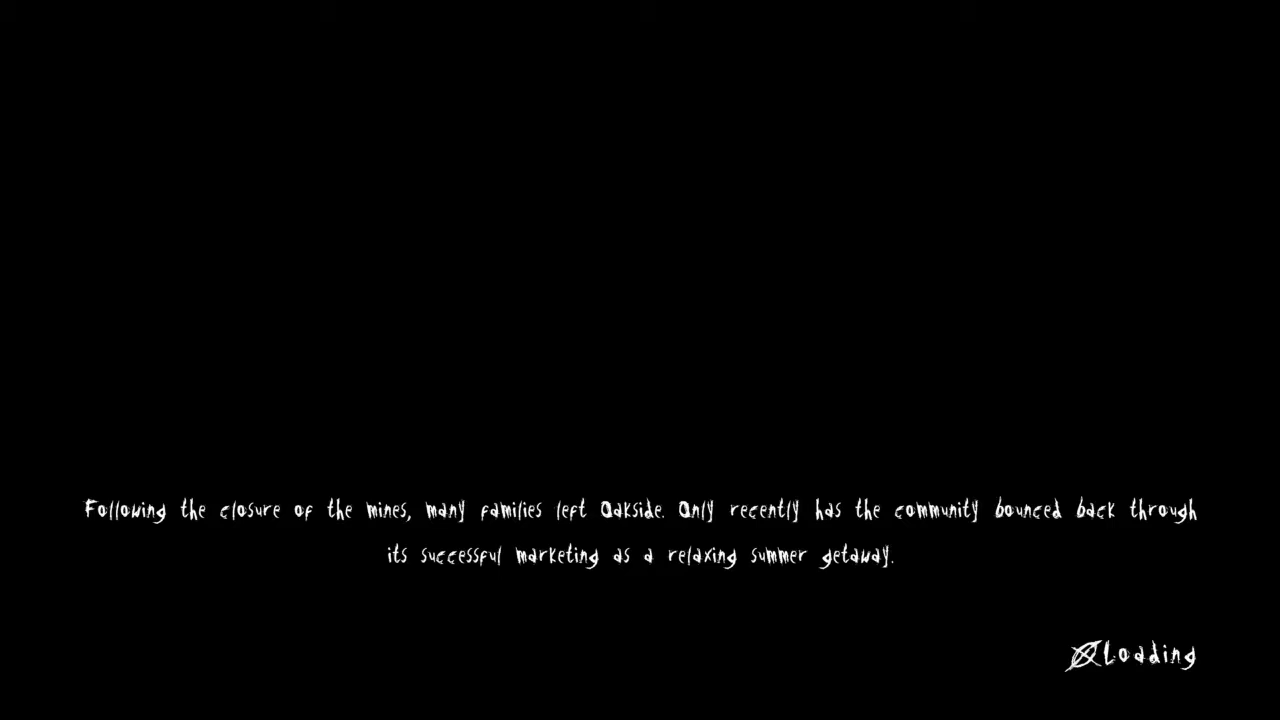 Following the closure of the mines, many families left Oakside. Only recently has the community bounced back through
its successful marketing as a relaxing summer getaway.
Loading